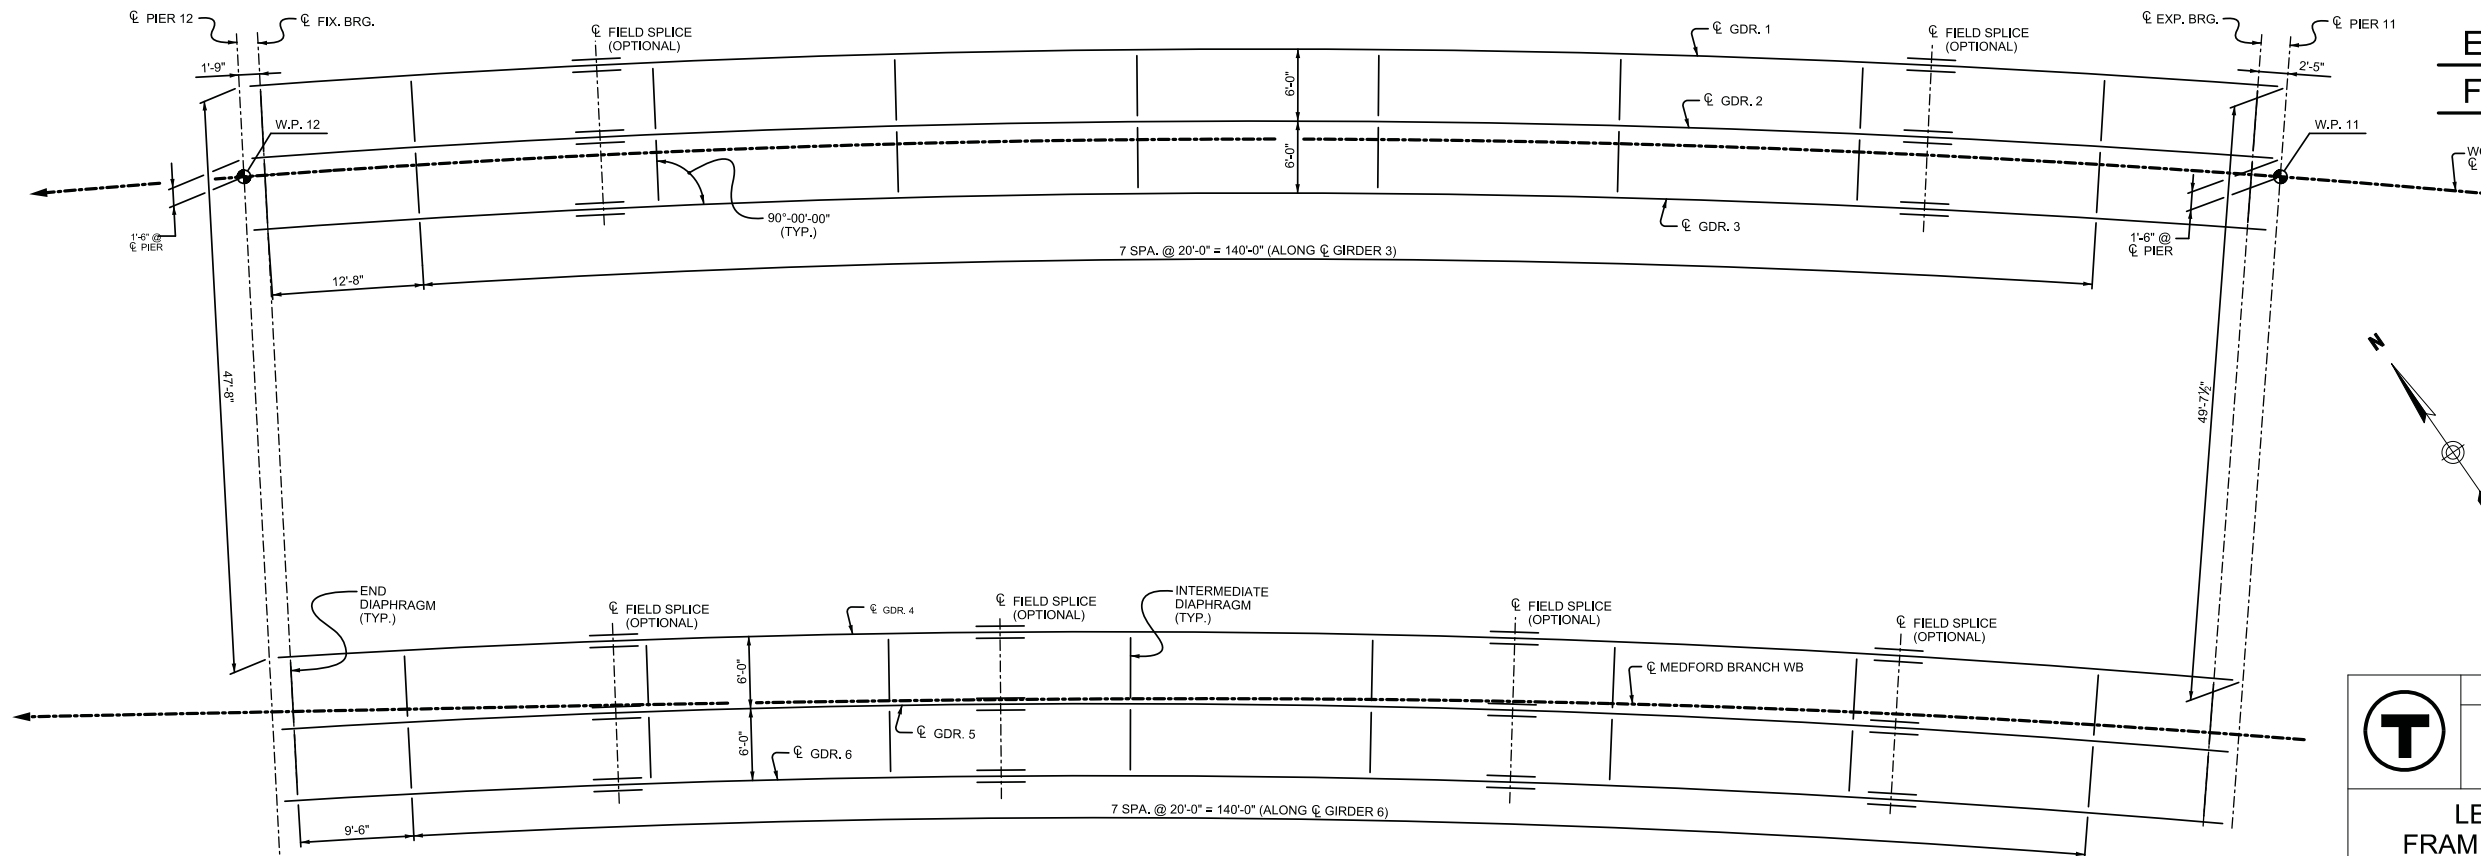 ℄ PIER 12
℄ FIX. BRG.
℄ FIELD SPLICE
(OPTIONAL)
℄ GDR. 1
℄ FIELD SPLICE
(OPTIONAL)
℄ EXP. BRG.
℄ PIER 11
E
F
1'-9"
2'-5"
6'-0"
℄ GDR. 2
W.P. 12
W.P. 11
6'-0"
℄
90°-00'-00"
(TYP.)
℄ GDR. 3
1'-6" @
℄ PIER
1'-6" @
℄ PIER
7 SPA. @ 20'-0" = 140'-0" (ALONG ℄ GIRDER 3)
12'-8"
N
47'-8"
49'-7½"
END
DIAPHRAGM
(TYP.)
℄ FIELD SPLICE
(OPTIONAL)
℄ GDR. 4
℄ FIELD SPLICE
(OPTIONAL)
INTERMEDIATE
DIAPHRAGM
(TYP.)
℄ FIELD SPLICE
(OPTIONAL)
℄ FIELD SPLICE
(OPTIONAL)
6'-0"
℄ MEDFORD BRANCH WB
6'-0"
℄ GDR. 5
℄ GDR. 6
T
7 SPA. @ 20'-0" = 140'-0" (ALONG ℄ GIRDER 6)
9'-6"
LE
FRAM